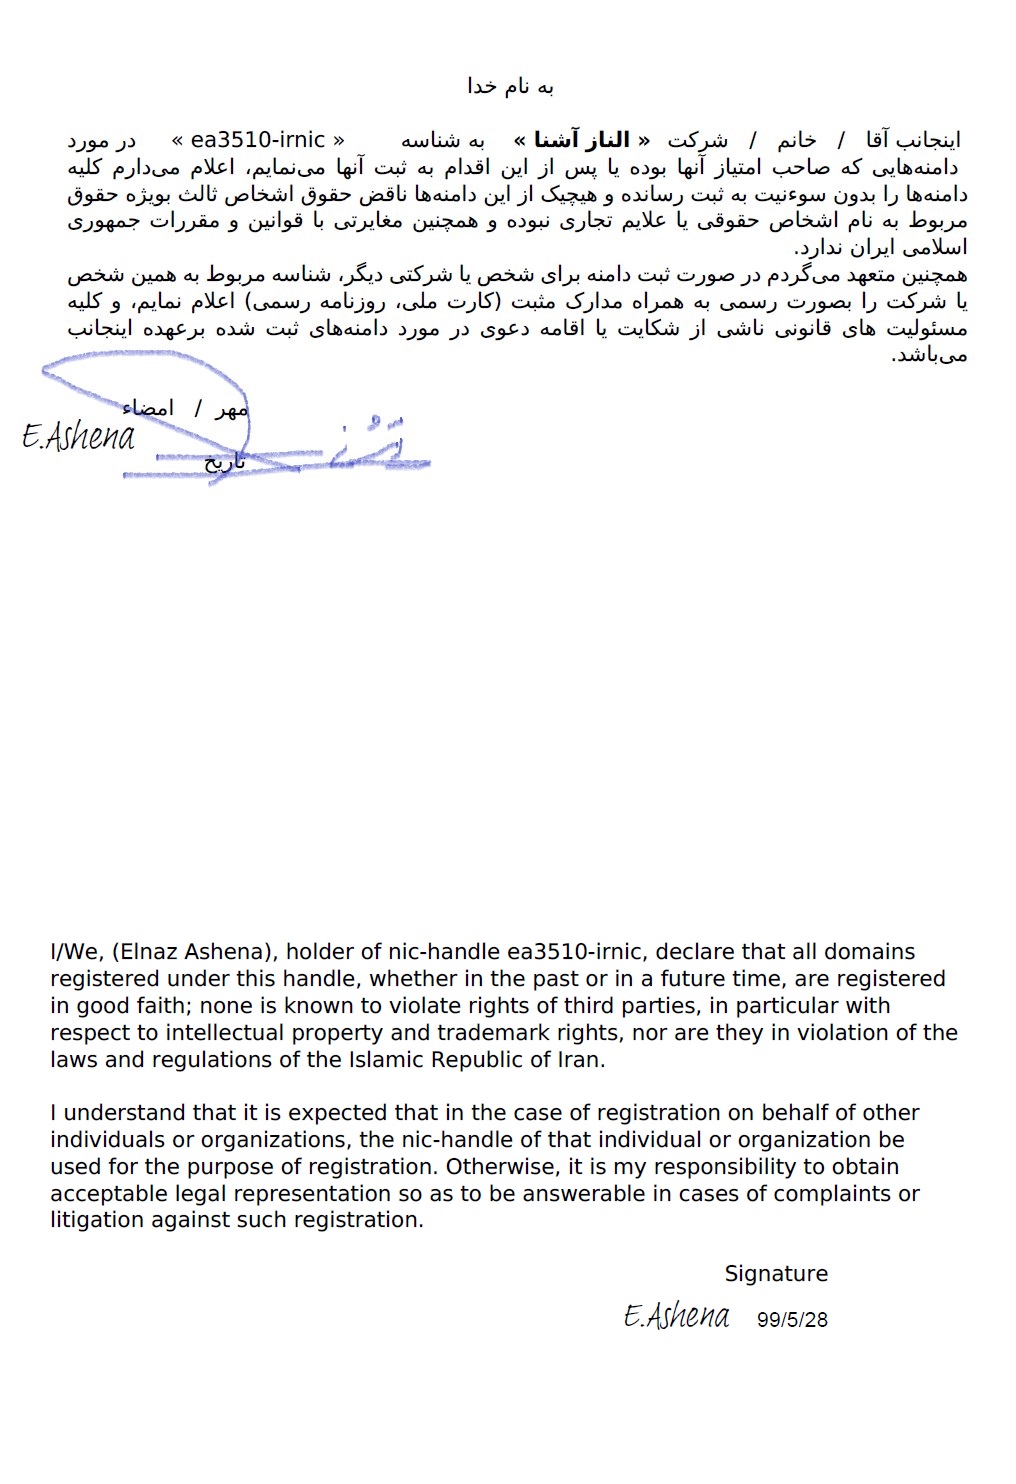 به نام خدا
اینجانب آقا / خانم / شرکت « الناز آشنا » به شناسه « ea3510-irnic » در مورد
دامنه‌هایی که صاحب امتیاز آنها بوده یا پس از این اقدام به ثبت آنها می‌نمایم، اعلام می‌دارم کلیه
دامنه‌ها را بدون سوءنیت به ثبت رسانده و هیچیک از این دامنه‌ها ناقض حقوق اشخاص ثالث بویژه حقوق
مربوط به نام اشخاص حقوقی یا علایم تجاری نبوده و همچنین مغایرتی با قوانین و مقررات جمهوری
اسلامی ایران ندارد.
همچنین متعهد می‌گردم در صورت ثبت دامنه برای شخص یا شرکتی دیگر، شناسه مربوط به همین شخص
یا شرکت را بصورت رسمی به همراه مدارک مثبت (کارت ملی، روزنامه رسمی) اعلام نمایم، و کلیه
مسئولیت های قانونی ناشی از شکایت یا اقامه دعوی در مورد دامنه‌های ثبت شده برعهده اینجانب
می‌باشد.
مهر / امضاء
E.Ashena
تاریخ
I/We, (Elnaz Ashena), holder of nic-handle ea3510-irnic, declare that all domains
registered under this handle, whether in the past or in a future time, are registered
in good faith; none is known to violate rights of third parties, in particular with
respect to intellectual property and trademark rights, nor are they in violation of the
laws and regulations of the Islamic Republic of Iran.
I understand that it is expected that in the case of registration on behalf of other
individuals or organizations, the nic-handle of that individual or organization be
used for the purpose of registration. Otherwise, it is my responsibility to obtain
acceptable legal representation so as to be answerable in cases of complaints or
litigation against such registration.
Signature
E.Ashena 99/5/28